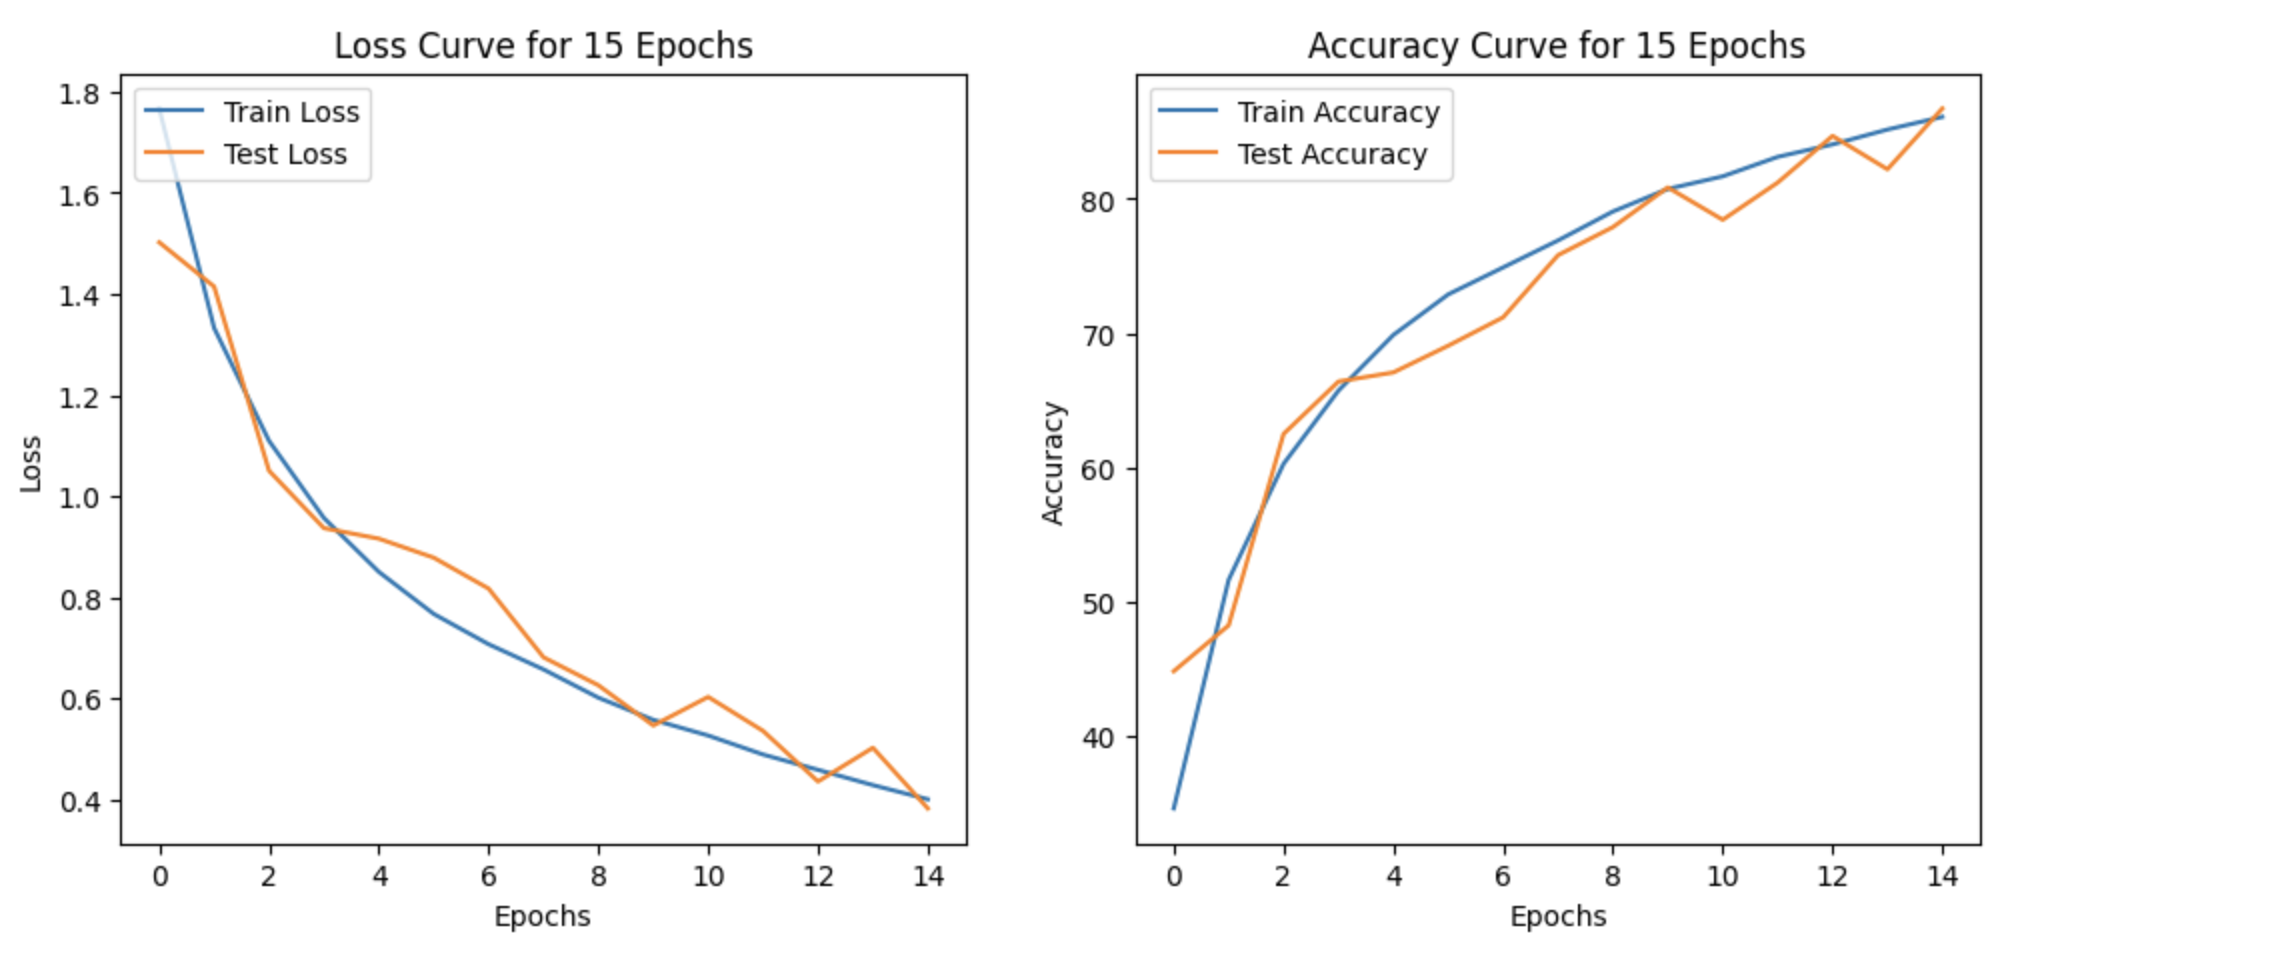 Loss Curve for 15 Epochs
Train Loss
Test Loss
1.8
1.6
1.4
1.2
1.0
0.8
0.6
0.4
Loss
0 2 4 6 8 10 12 14
Epochs
Accuracy Curve for 15 Epochs
Train Accuracy
Test Accuracy
80
70
60
50
40
Accuracy
0 2 4 6 8 10 12 14
Epochs